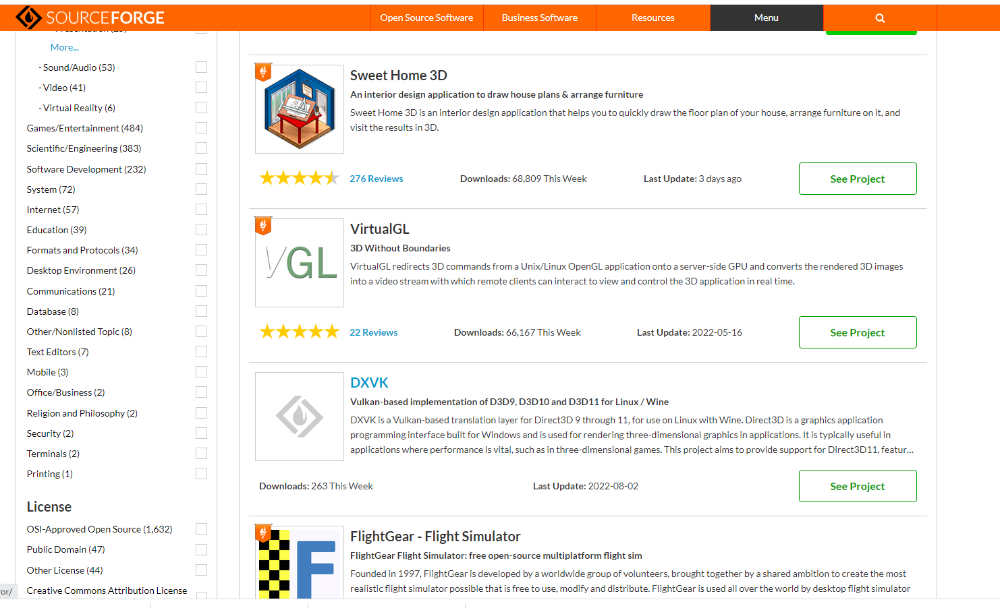 SOURCEFORGE
Open Source Software
Business Software
Resources
Menu
- Presentation (28)
More...
- Sound/Audio (53)
- Video (41)
- Virtual Reality (6)
Games/Entertainment (484)
Scientific/Engineering (383)
Software Development (232)
System (72)
Internet (57)
Education (39)
Formats and Protocols (34)
Desktop Environment (26)
Communications (21)
Database (8)
Other/Nonlisted Topic (8)
Text Editors (7)
Mobile (3)
Office/Business (2)
Religion and Philosophy (2)
Security (2)
Terminals (2)
Printing (1)
License
OSI-Approved Open Source (1,632)
Public Domain (47)
Other License (44)
Creative Commons Attribution License
or/
Sweet Home 3D
An interior design application to draw house plans & arrange furniture
Sweet Home 3D is an interior design application that helps you to quickly draw the floor plan of your house, arrange furniture on it, and
visit the results in 3D.
276 Reviews
Downloads: 68,809 This Week
Last Update: 3 days ago
See Project
VGL
VirtualGL
3D Without Boundaries
VirtualGL redirects 3D commands from a Unix/Linux OpenGL application onto a server-side GPU and converts the rendered 3D images
into a video stream with which remote clients can interact to view and control the 3D application in real time.
22 Reviews
Downloads: 66,167 This Week
Last Update: 2022-05-16
See Project
DXVK
Vulkan-based implementation of D3D9, D3D10 and D3D11 for Linux / Wine
DXVK is a Vulkan-based translation layer for Direct3D 9 through 11, for use on Linux with Wine. Direct3D is a graphics application
programming interface built for Windows and is used for rendering three-dimensional graphics in applications. It is typically useful in
applications where performance is vital, such as in three-dimensional games. This project aims to provide support for Direct3D11, featur...
Downloads: 263 This Week
Last Update: 2022-08-02
See Project
F
FlightGear - Flight Simulator
FlightGear Flight Simulator: free open-source multiplatform flight sim
Founded in 1997, FlightGear is developed by a worldwide group of volunteers, brought together by a shared ambition to create the most
realistic flight simulator possible that is free to use, modify and distribute. FlightGear is used all over the world by desktop flight simulator